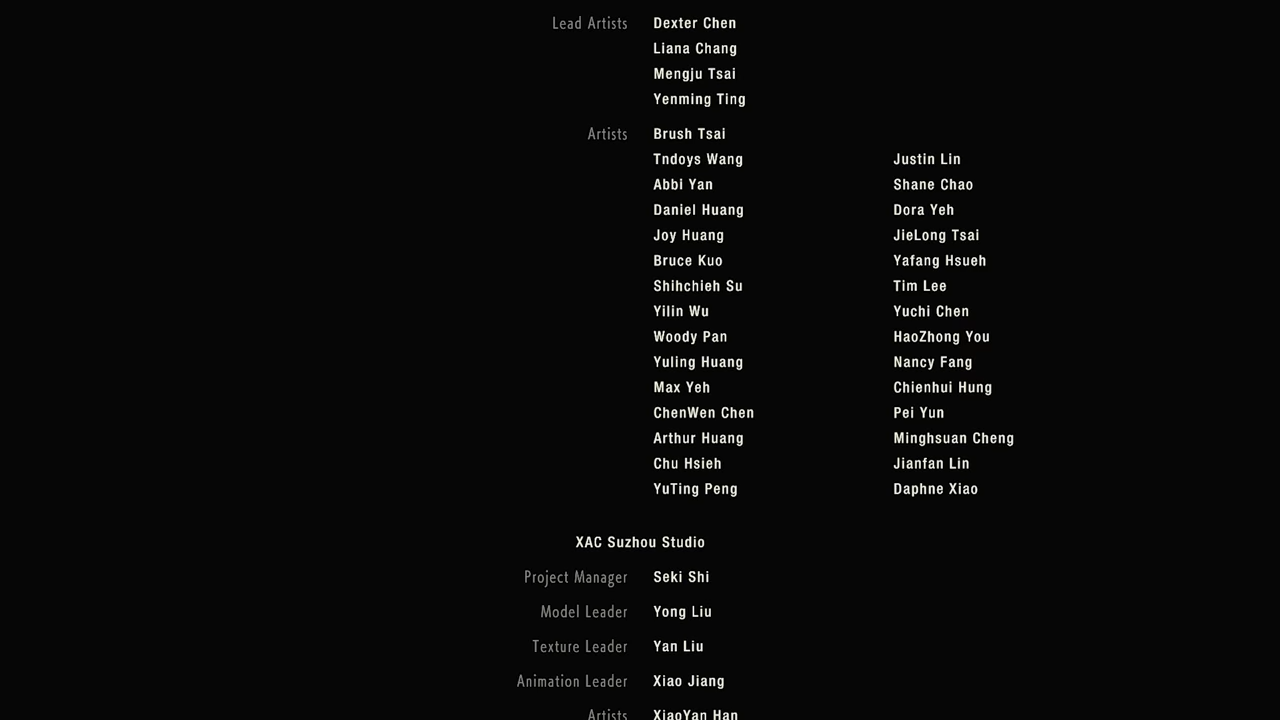 Lead Artists Dexter Chen
Liana Chang
Mengju Tsai
Yenming Ting
Artists Brush Tsai
Tndoys Wang Justin Lin
Abbi Yan Shane Chao
Daniel Huang Dora Yeh
Joy Huang JieLong Tsai
Bruce Kuo Yafang Hsueh
Shihchieh Su Tim Lee
Yilin Wu Yuchi Chen
Woody Pan HaoZhong You
Yuling Huang Nancy Fang
Max Yeh Chienhui Hung
ChenWen Chen Pei Yun
Arthur Huang Minghsuan Cheng
Chu Hsieh Jianfan Lin
YuTing Peng Daphne Xiao
XAC Suzhou Studio
Project Manager Seki Shi
Model Leader Yong Liu
Texture Leader Yan Liu
Animation Leader Xiao Jiang
Artists XiaoYan Han